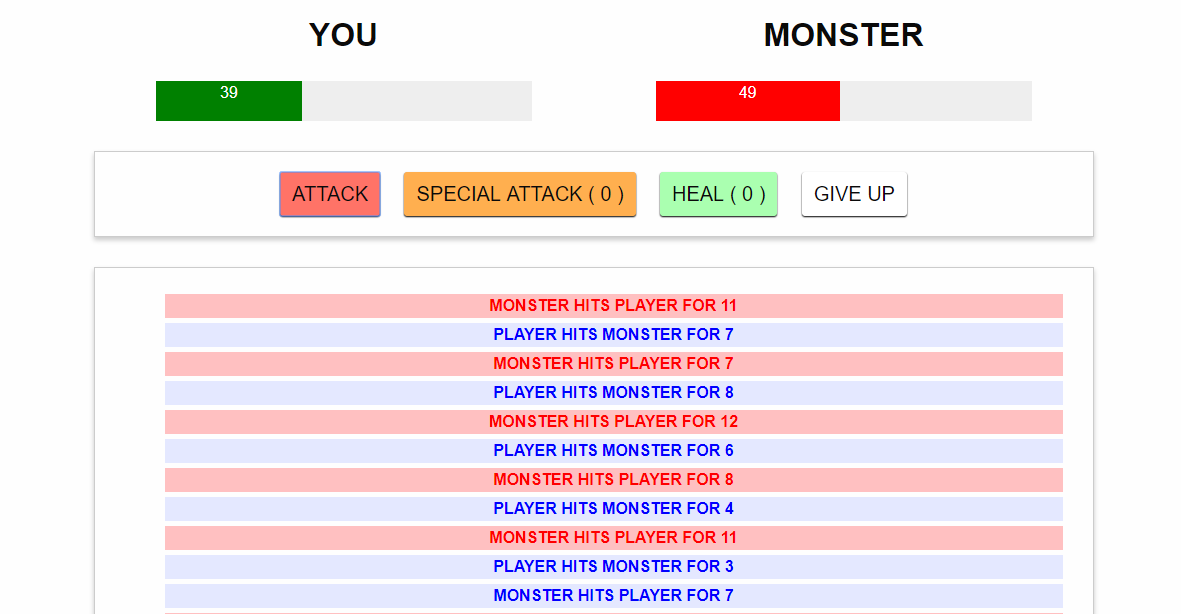 YOU MONSTER
39 49
ATTACK SPECIAL ATTACK ( 0 ) HEAL ( 0 ) GIVE UP
MONSTER HITS PLAYER FOR 11
PLAYER HITS MONSTER FOR 7
MONSTER HITS PLAYER FOR 7
PLAYER HITS MONSTER FOR 8
MONSTER HITS PLAYER FOR 12
PLAYER HITS MONSTER FOR 6
MONSTER HITS PLAYER FOR 8
PLAYER HITS MONSTER FOR 4
MONSTER HITS PLAYER FOR 11
PLAYER HITS MONSTER FOR 3
MONSTER HITS PLAYER FOR 7